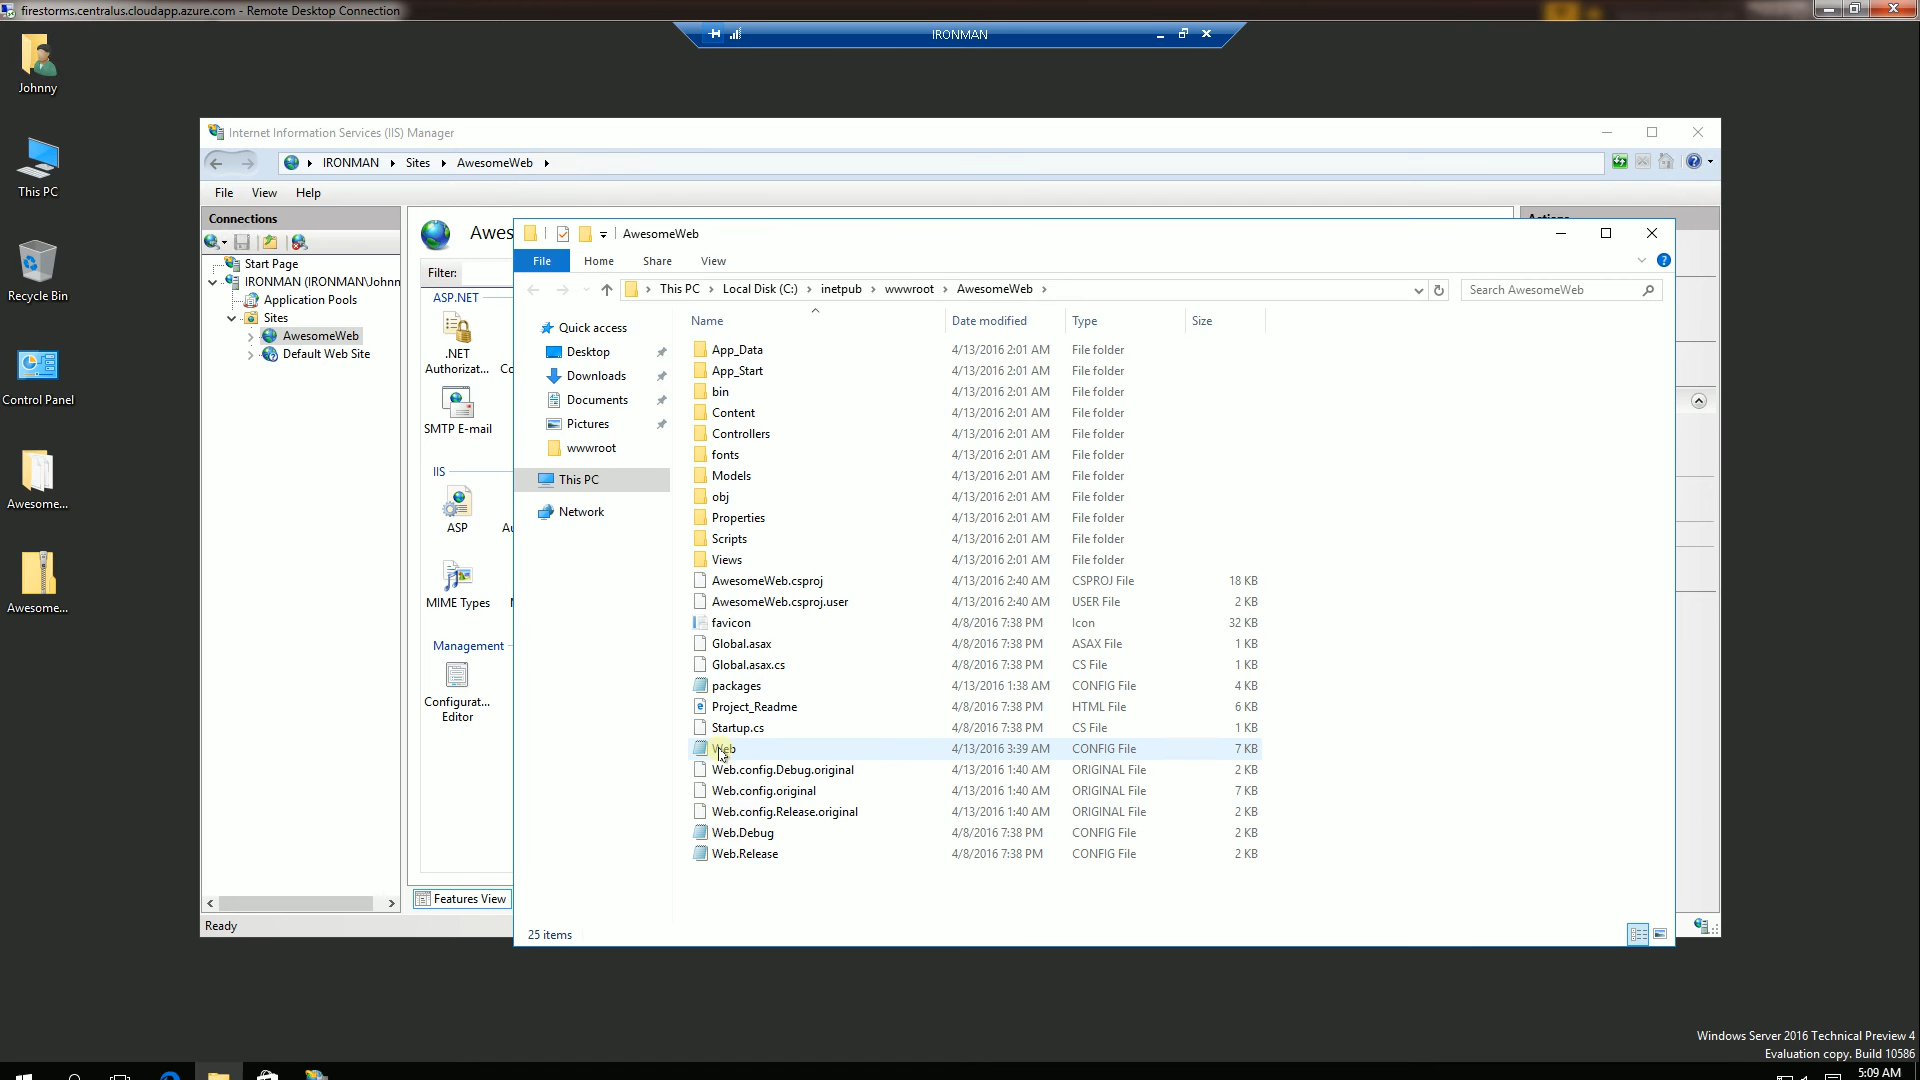 firestorms.centralus.cloudapp.azure.com - Remote Desktop Connection
IRONMAN
Johnny
This PC
Recycle Bin
Control Panel
Awesome...
Awesome...
Internet Information Services (IIS) Manager
IRONMAN Sites AwesomeWeb
File View Help
Connections
Start Page
IRONMAN (IRONMAN\Johnn
Application Pools
Sites
AwesomeWeb
Default Web Site
Ready
Awes
Filter:
ASP.NET
.NET
Authorizat...
Co
SMTP E-mail
IIS
ASP
Au
MIME Types
Management
Configurat...
Editor
Features View
AwesomeWeb
File Home Share View
This PC Local Disk (C:) inetpub wwwroot AwesomeWeb
Search AwesomeWeb
Quick access
Desktop
Downloads
Documents
Pictures
wwwroot
This PC
Network
Name Date modified Type Size
App_Data 4/13/2016 2:01 AM File folder
App_Start 4/13/2016 2:01 AM File folder
bin 4/13/2016 2:01 AM File folder
Content 4/13/2016 2:01 AM File folder
Controllers 4/13/2016 2:01 AM File folder
fonts 4/13/2016 2:01 AM File folder
Models 4/13/2016 2:01 AM File folder
obj 4/13/2016 2:01 AM File folder
Properties 4/13/2016 2:01 AM File folder
Scripts 4/13/2016 2:01 AM File folder
Views 4/13/2016 2:01 AM File folder
AwesomeWeb.csproj 4/13/2016 2:40 AM CSPROJ File 18 KB
AwesomeWeb.csproj.user 4/13/2016 2:40 AM USER File 2 KB
favicon 4/8/2016 7:38 PM Icon 32 KB
Global.asax 4/8/2016 7:38 PM ASAX File 1 KB
Global.asax.cs 4/8/2016 7:38 PM CS File 1 KB
packages 4/13/2016 1:38 AM CONFIG File 4 KB
Project_Readme 4/8/2016 7:38 PM HTML File 6 KB
Startup.cs 4/8/2016 7:38 PM CS File 1 KB
Web 4/13/2016 3:39 AM CONFIG File 7 KB
Web.config.Debug.original 4/13/2016 1:40 AM ORIGINAL File 2 KB
Web.config.original 4/13/2016 1:40 AM ORIGINAL File 7 KB
Web.config.Release.original 4/13/2016 1:40 AM ORIGINAL File 2 KB
Web.Debug 4/8/2016 7:38 PM CONFIG File 2 KB
Web.Release 4/8/2016 7:38 PM CONFIG File 2 KB
25 items
Windows Server 2016 Technical Preview 4
Evaluation copy. Build 10586
5:09 AM